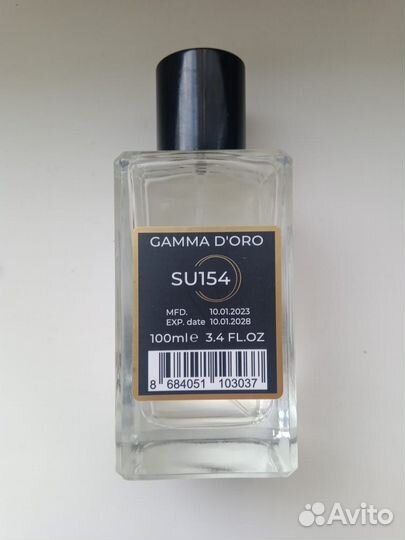 GAMMA D'ORO
SU154
MFD. 10.01.2023
EXP. date 10.01.2028
100ml℮ 3.4 FL.OZ
8 684051 103037
Avito